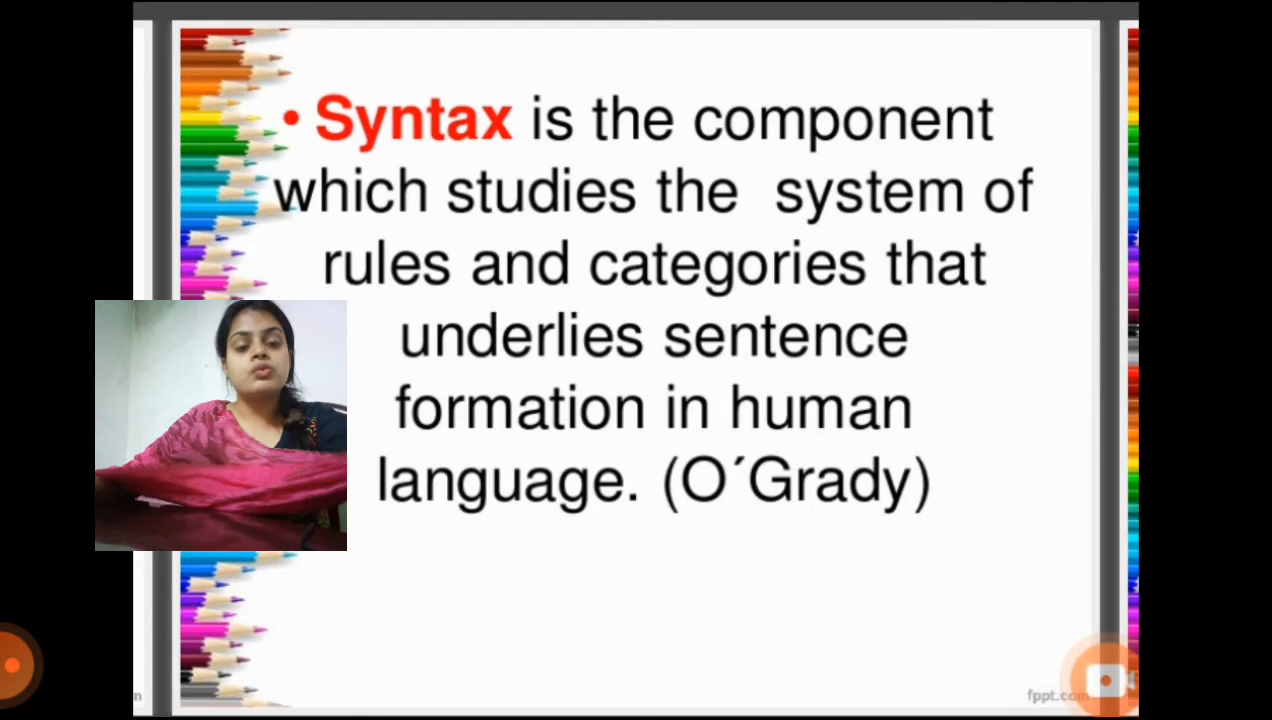 • Syntax is the component
which studies the system of
rules and categories that
underlies sentence
formation in human
language. (O´Grady)
m
fppt.com